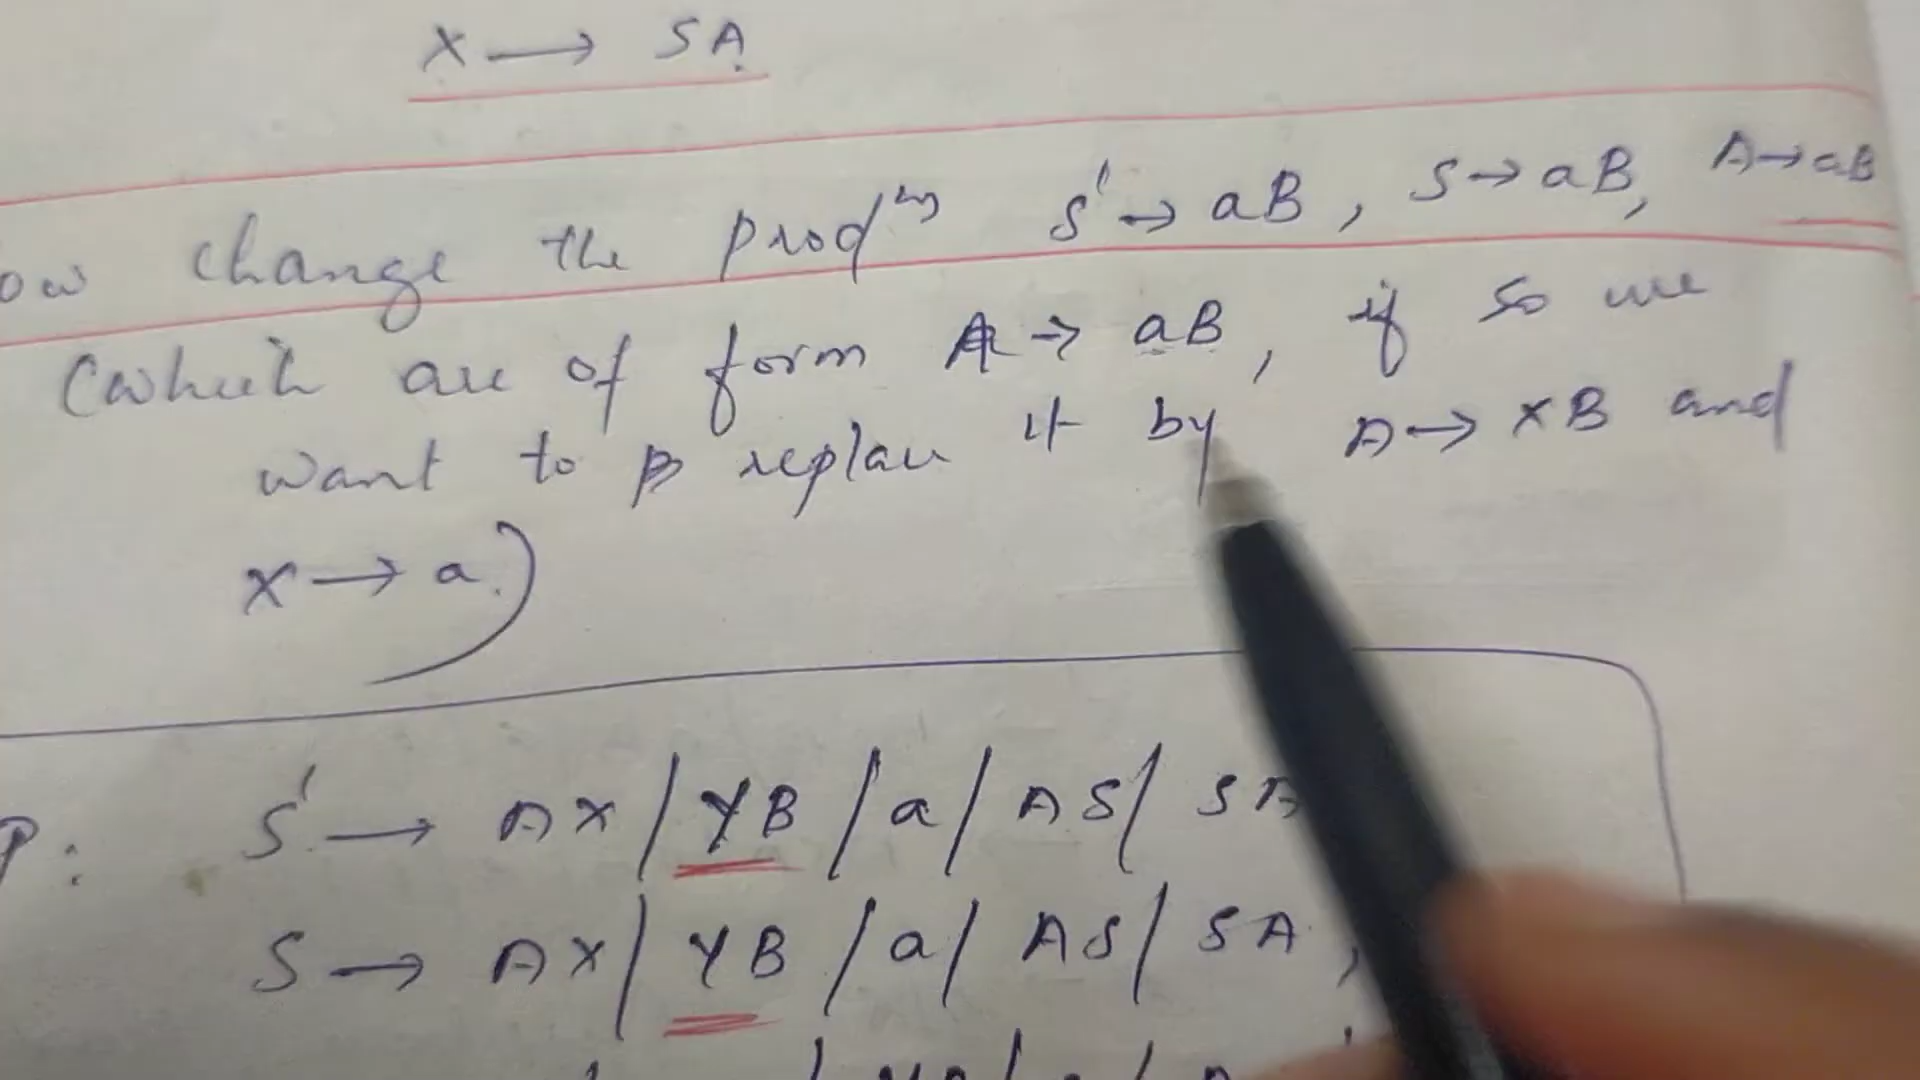 X → SA
ow change the prodns S' → aB, S → aB, A → aB
(which are of form A → aB, if so we
want to replace it by A → XB and
X → a.)
P: S' → AX / YB / a / AS / SA
S → AX / YB / a / AS / SA,